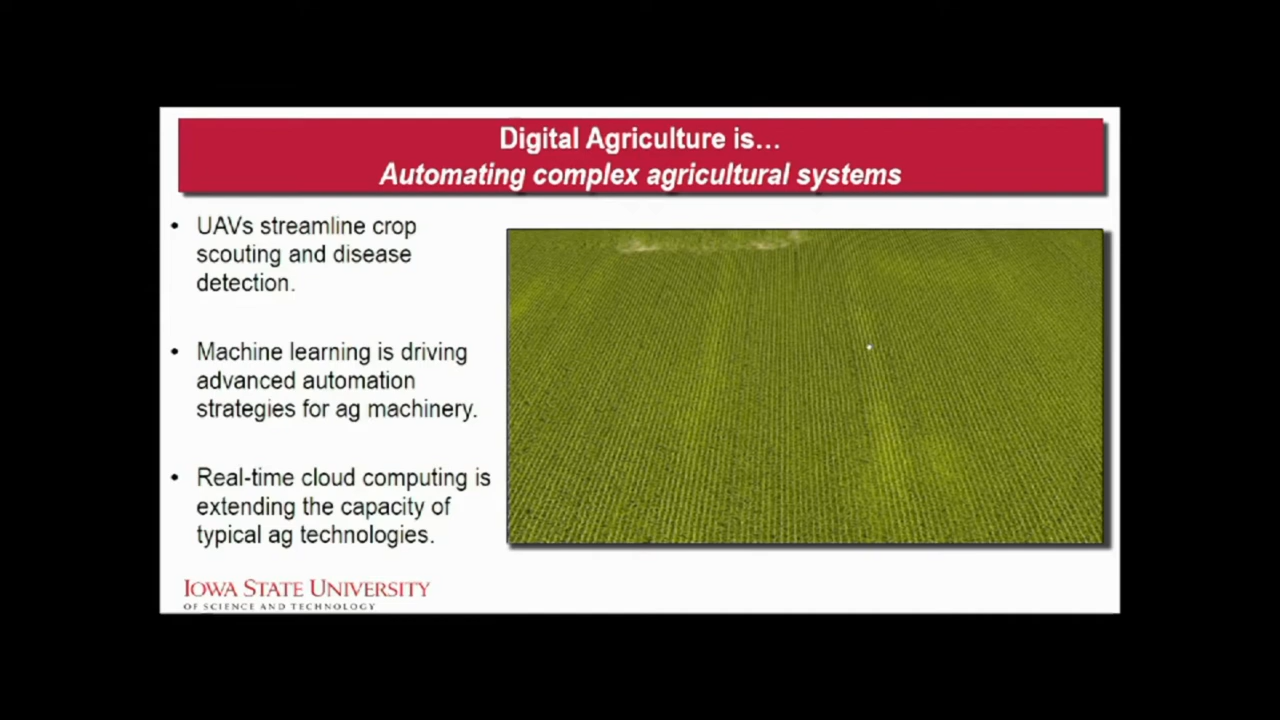 Digital Agriculture is…
Automating complex agricultural systems
• UAVs streamline crop
scouting and disease
detection.
• Machine learning is driving
advanced automation
strategies for ag machinery.
• Real-time cloud computing is
extending the capacity of
typical ag technologies.
IOWA STATE UNIVERSITY
OF SCIENCE AND TECHNOLOGY